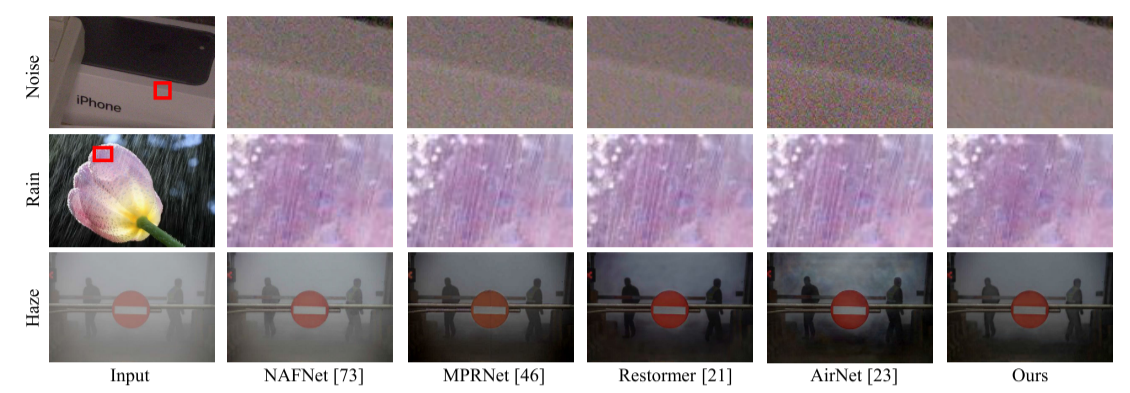 Noise
iPhone
Rain
Haze
Input
NAFNet [73]
MPRNet [46]
Restormer [21]
AirNet [23]
Ours